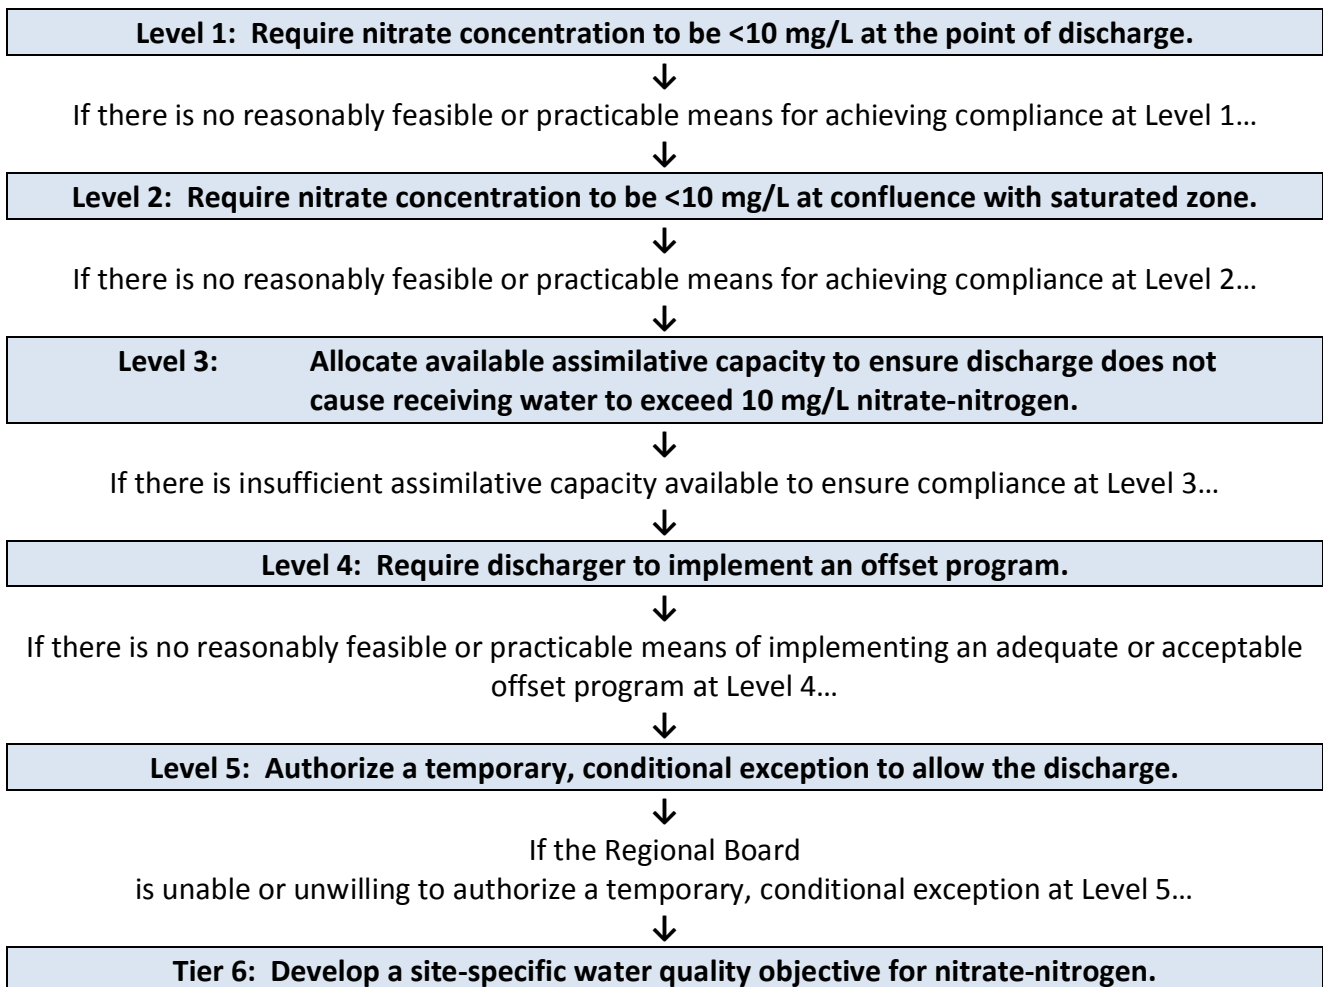 Level 1: Require nitrate concentration to be <10 mg/L at the point of discharge.
↓
If there is no reasonably feasible or practicable means for achieving compliance at Level 1…
↓
Level 2: Require nitrate concentration to be <10 mg/L at confluence with saturated zone.
↓
If there is no reasonably feasible or practicable means for achieving compliance at Level 2…
↓
Level 3: Allocate available assimilative capacity to ensure discharge does not
cause receiving water to exceed 10 mg/L nitrate-nitrogen.
↓
If there is insufficient assimilative capacity available to ensure compliance at Level 3…
↓
Level 4: Require discharger to implement an offset program.
↓
If there is no reasonably feasible or practicable means of implementing an adequate or acceptable
offset program at Level 4…
↓
Level 5: Authorize a temporary, conditional exception to allow the discharge.
↓
If the Regional Board
is unable or unwilling to authorize a temporary, conditional exception at Level 5…
↓
Tier 6: Develop a site-specific water quality objective for nitrate-nitrogen.